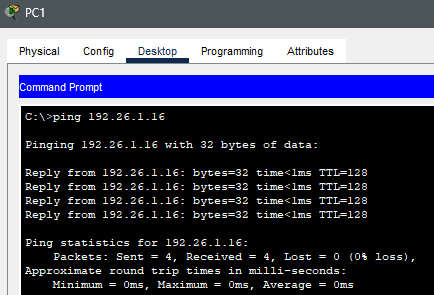 PC1
Physical Config Desktop Programming Attributes
Command Prompt
C:\>ping 192.26.1.16
Pinging 192.26.1.16 with 32 bytes of data:
Reply from 192.26.1.16: bytes=32 time<1ms TTL=128
Reply from 192.26.1.16: bytes=32 time<1ms TTL=128
Reply from 192.26.1.16: bytes=32 time<1ms TTL=128
Reply from 192.26.1.16: bytes=32 time<1ms TTL=128
Ping statistics for 192.26.1.16:
Packets: Sent = 4, Received = 4, Lost = 0 (0% loss),
Approximate round trip times in milli-seconds:
Minimum = 0ms, Maximum = 0ms, Average = 0ms